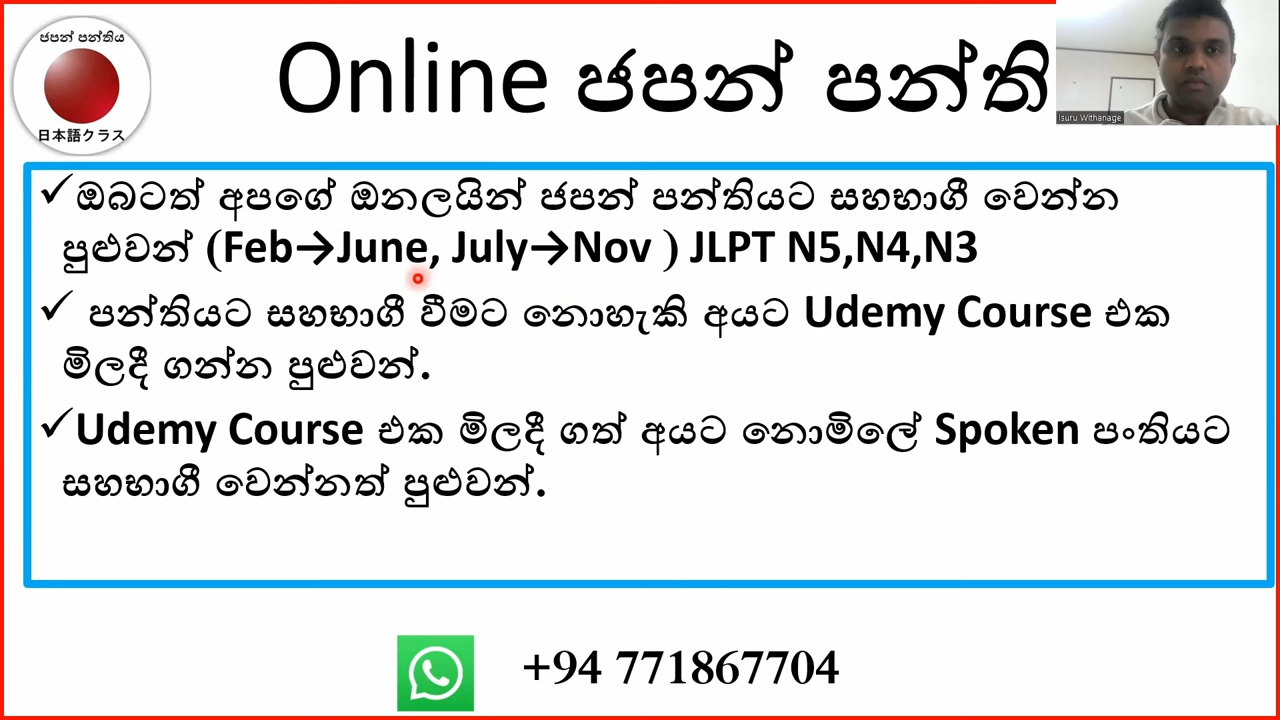 ජපන් පන්තිය
日本語クラス
Online ජපන් පන්ති
Isuru Withanage
✓ඔබටත් අපගේ ඔනලයින් ජපන් පන්තියට සහභාගී වෙන්න
පුළුවන් (Feb→June, July→Nov ) JLPT N5,N4,N3
✓ පන්තියට සහභාගී වීමට නොහැකි අයට Udemy Course එක
මිලදී ගන්න පුළුවන්.
✓Udemy Course එක මිලදී ගත් අයට නොමිලේ Spoken පංතියට
සහභාගී වෙන්නත් පුළුවන්.
+94 771867704